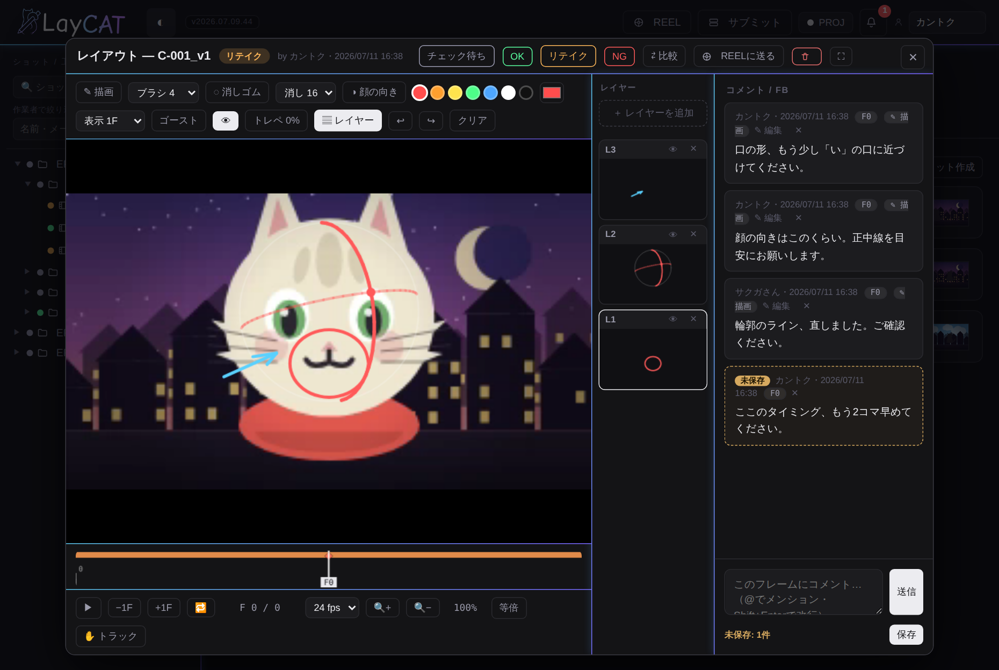 LayCAT
v2026.07.09.44
REEL
サブミット
PROJ
1
カントク
レイアウト — C-001_v1
リテイク
by カントク・2026/07/11 16:38
チェック待ち
OK
リテイク
NG
比較
REELに送る
ショット /
ショッ
作業者で絞り
名前・メー
ット作成
描画
ブラシ 4
消しゴム
消し 16
顔の向き
表示 1F
ゴースト
トレペ 0%
レイヤー
クリア
レイヤー
+ レイヤーを追加
L3
L2
L1
コメント / FB
カントク・2026/07/11 16:38 F0 描
画 編集
口の形、もう少し「い」の口に近づ
けてください。
カントク・2026/07/11 16:38 F0 描
画 編集
顔の向きはこのくらい。正中線を目
安にお願いします。
サクガさん・2026/07/11 16:38 F0
描画 編集
輪郭のライン、直しました。ご確認
ください。
未保存 カントク・2026/07/11
16:38 F0
ここのタイミング、もう2コマ早めて
ください。
0
F0
−1F
+1F
F 0 / 0
24 fps
100%
等倍
トラック
このフレームにコメント…
（@でメンション・
Shift+Enterで改行）
送信
未保存: 1件
保存